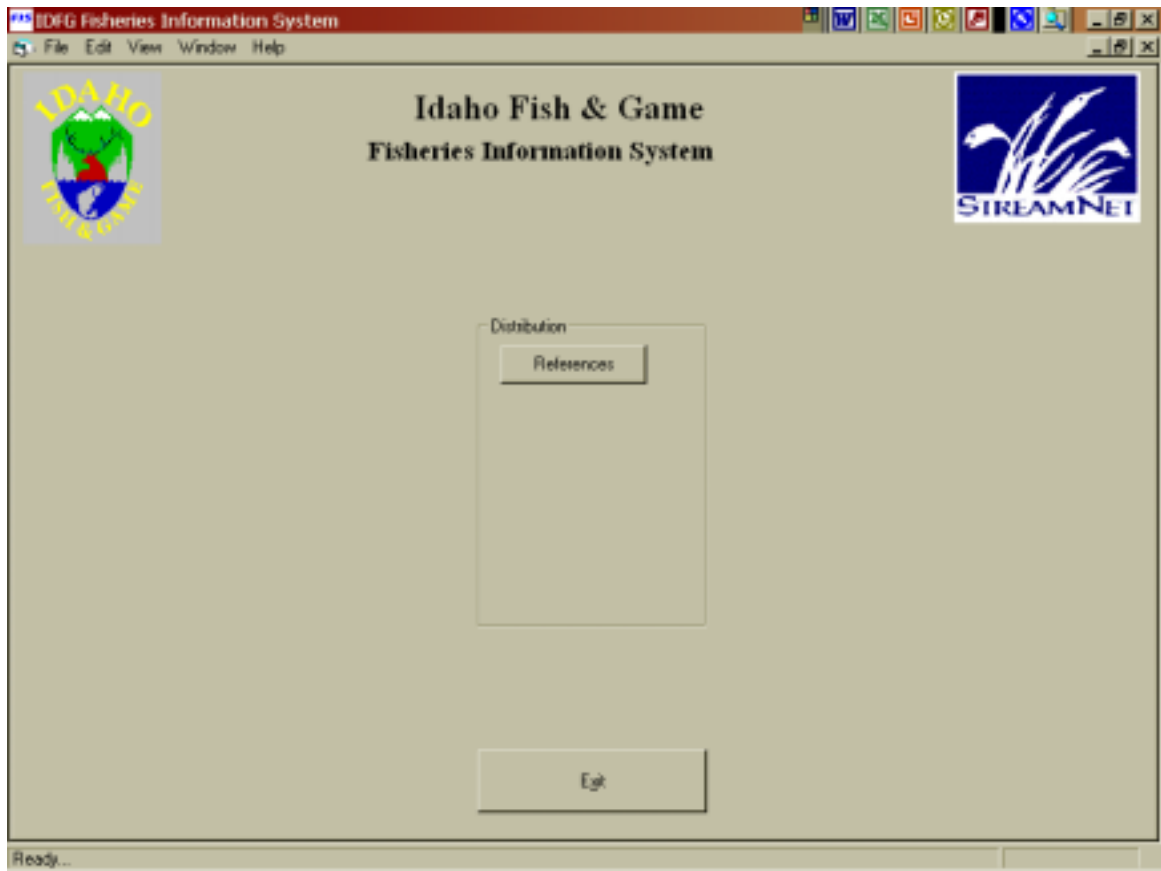 FIS IDFG Fisheries Information System
File Edit View Window Help
IDAHO
FISH & GAME
Idaho Fish & Game
Fisheries Information System
STREAMNET
Distribution
References
Exit
Ready...